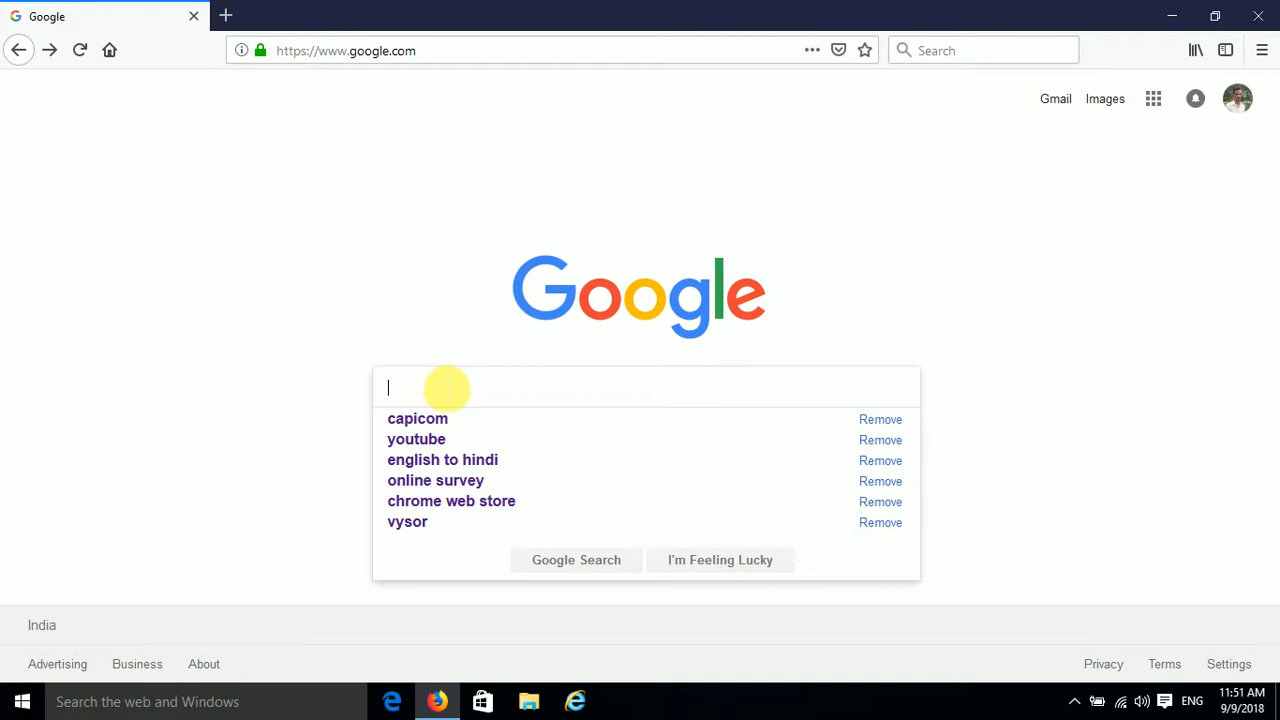 Google
https://www.google.com
Search
Gmail Images
Google
capicom Remove
youtube Remove
english to hindi Remove
online survey Remove
chrome web store Remove
vysor Remove
Google Search I'm Feeling Lucky
India
Advertising Business About Privacy Terms Settings
Search the web and Windows
ENG
11:51 AM
9/9/2018